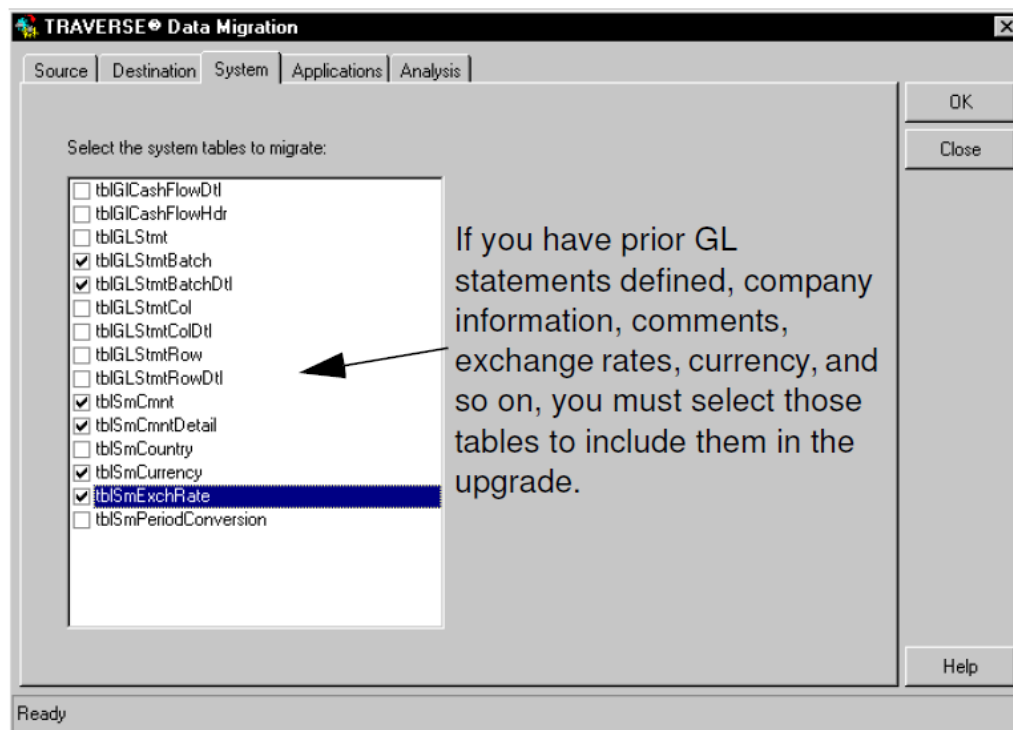 TRAVERSE® Data Migration
Source
Destination
System
Applications
Analysis
OK
Close
Select the system tables to migrate:
tblGlCashFlowDtl
tblGlCashFlowHdr
tblGLStmt
tblGLStmtBatch
tblGLStmtBatchDtl
tblGLStmtCol
tblGLStmtColDtl
tblGLStmtRow
tblGLStmtRowDtl
tblSmCmnt
tblSmCmntDetail
tblSmCountry
tblSmCurrency
tblSmExchRate
tblSmPeriodConversion
If you have prior GL
statements defined, company
information, comments,
exchange rates, currency, and
so on, you must select those
tables to include them in the
upgrade.
Help
Ready